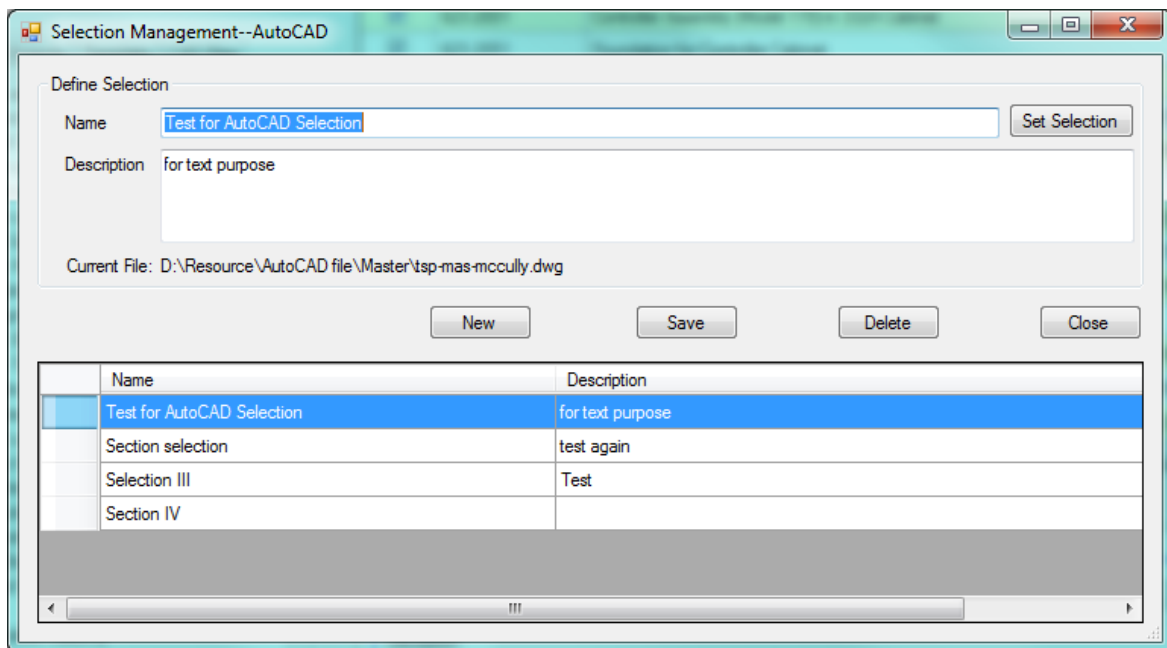 Selection Management--AutoCAD
Define Selection
Name Test for AutoCAD Selection Set Selection
Description for text purpose
Current File: D:\Resource\AutoCAD file\Master\tsp-mas-mccully.dwg
New Save Delete Close
Name Description
Test for AutoCAD Selection for text purpose
Section selection test again
Selection III Test
Section IV